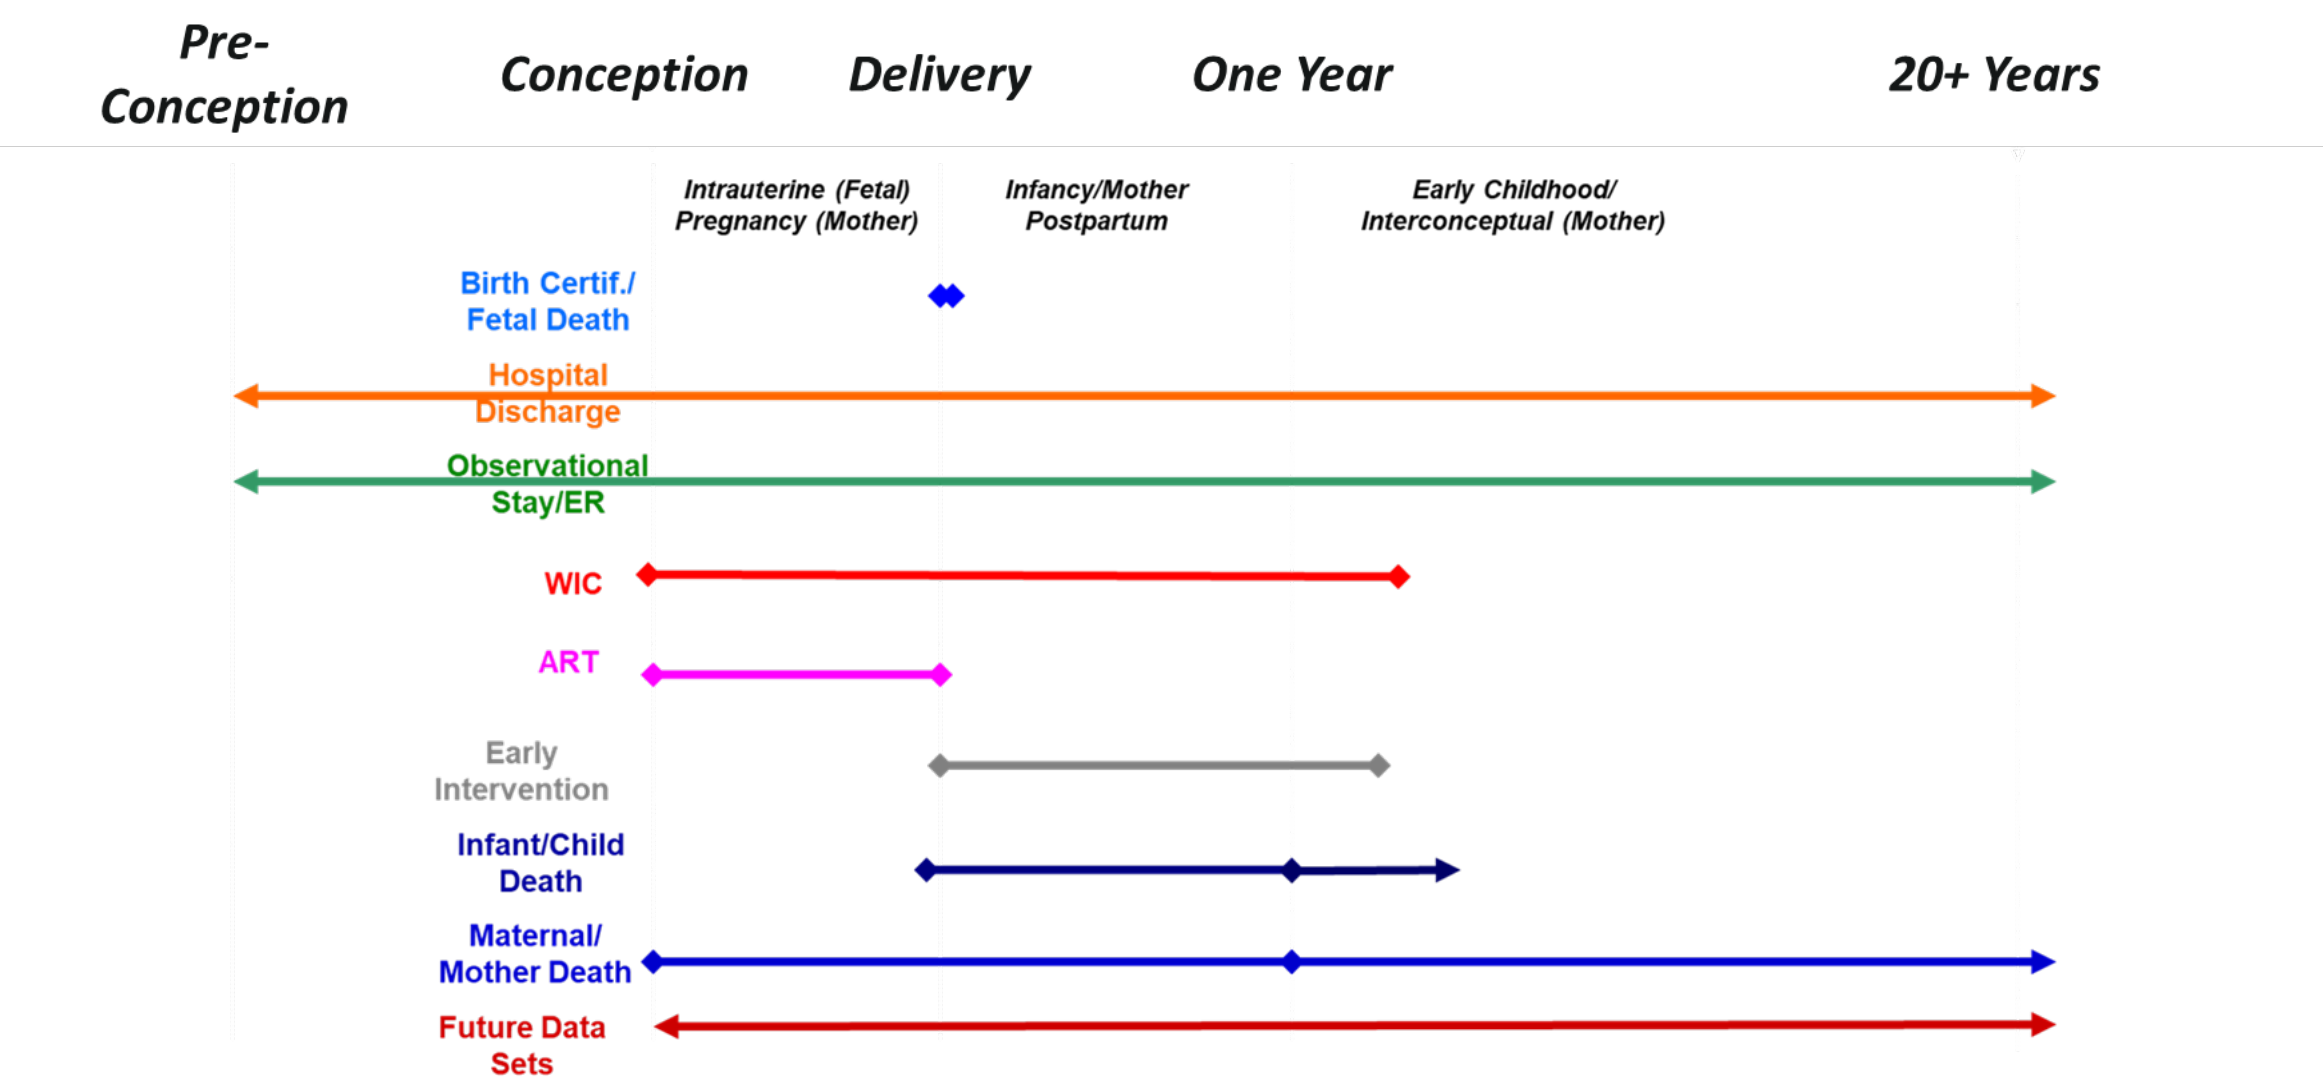 Pre-
Conception
Conception
Delivery
One Year
20+ Years
Intrauterine (Fetal)
Pregnancy (Mother)
Infancy/Mother
Postpartum
Early Childhood/
Interconceptual (Mother)
Birth Certif./
Fetal Death
Hospital
Discharge
Observational
Stay/ER
WIC
ART
Early
Intervention
Infant/Child
Death
Maternal/
Mother Death
Future Data
Sets